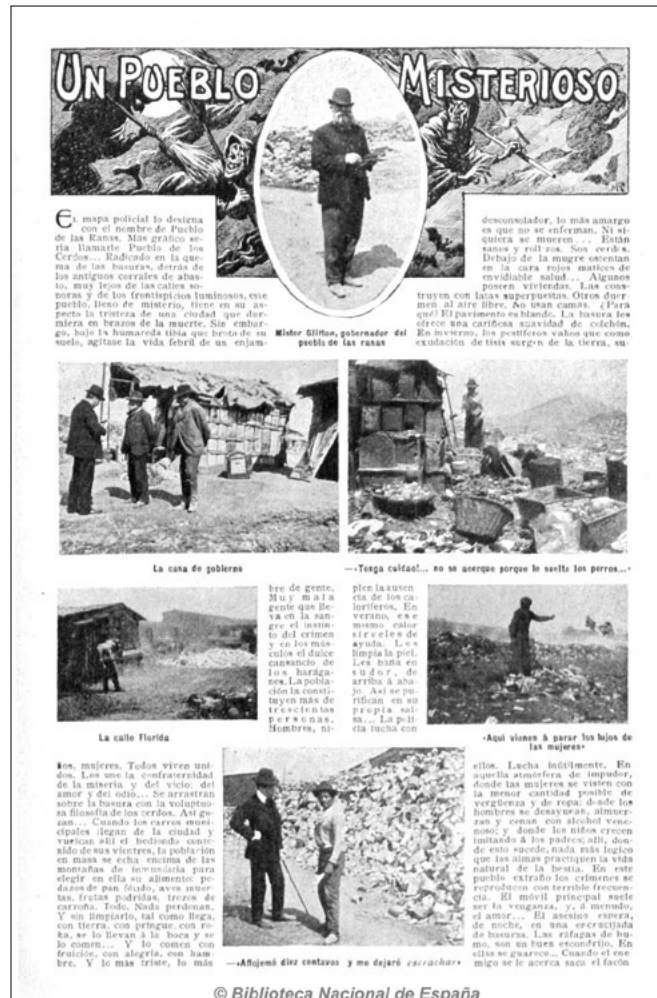 UN PUEBLO MISTERIOSO
EL mapa policial lo designa
con el nombre de Pueblo
de las Ranas. Más gráfico se-
ría llamarle Pueblo de los
Cerdos... Radicado en la que-
ma de las basuras, detrás de
los antiguos corrales de abas-
to, muy lejos de las calles so-
noras y de los frontispicios luminosos, este
pueblo, lleno de misterio, tiene en su as-
pecto la tristeza de una ciudad que dur-
miera en brazos de la muerte. Sin embar-
go, bajo la humareda tibia que brota de su
suelo, agítase la vida febril de un enjam-
Mister Gliffon, gobernador del
pueblo de las ranas
desconsolador, lo más amargo
es que no se enferman. Ni si-
quiera se mueren... Están
sanos y rollizos. Son cerdos.
Debajo de la mugre ostentan
en la cara rojos matices de
envidiable salud... Algunos
poseen viviendas. Las cons-
truyen con latas superpuestas. Otros duer-
men al aire libre. No usan camas. ¿Para
qué? El pavimento es blando. La basura les
ofrece una cariñosa suavidad de colchón.
En invierno, los pestíferos vahos que como
exudación de tisis surgen de la tierra, su-
La casa de gobierno
—«Tenga cuidao!... no se acerque porque le suelto los perros...»
bre de gente.
Muy mala
gente que lle-
va en la san-
gre el instin-
to del crimen
y en los mús-
culos el dulce
cansancio de
los haraga-
nes. La pobla-
ción la consti-
tuyen más de
trescientas
personas.
Hombres, ni-
plen la ausen
cia de los ca-
loríferos. En
verano, ese
mismo calor
sírveles de
ayuda. Les
limpia la piel.
Les baña en
sudor, de
arriba á aba-
jo. Así se pu-
rifican en su
propia sal-
sa... La poli-
cía lucha con
La calle Florida
«Aquí vienen á parar los lujos de
las mujeres»
ños, mujeres. Todos viven uni-
dos. Los une la confraternidad
de la miseria y del vicio; del
amor y del odio... Se arrastran
sobre la basura con la voluptuo-
sa filosofía de los cerdos. Así go-
zan... Cuando los carros muni-
cipales llegan de la ciudad y
vuelcan allí el hediondo conte-
nido de sus vientres, la población
en masa se echa encima de las
montañas de inmundicia para
elegir en ella su alimento: pe-
dazos de pan fétido, aves muer-
tas, frutas podridas, trozos de
carroña. Todo. Nada perdonan.
Y sin limpiarlo, tal como llega,
con tierra, con pringue, con ro-
ña, se lo llevan á la boca y se
lo comen... Y lo comen con
fruición, con alegría, con ham-
bre. Y lo más triste, lo más
—«Aflojemé diez centavos y me dejaré escrachar»
ellos. Lucha inútilmente. En
aquella atmósfera de impudor,
donde las mujeres se visten con
la menor cantidad posible de
vergüenza y de ropa; donde los
hombres se desayunan, almuer-
zan y cenan con alcohol vene-
noso; y donde los niños crecen
imitando á los padres; allí, don-
de esto sucede, nada más lógico
que las almas practiquen la vida
natural de la bestia. En este
pueblo extraño los crímenes se
reproducen con terrible frecuen-
cia. El móvil principal suele
ser la venganza, y, á menudo,
el amor... El asesino espera,
de noche, en una encrucijada
de basuras. Las ráfagas de hu-
mo, son un buen escondrijo. En
ellas se guarece... Cuando el ene
migo se le acerca saca el facón
© Biblioteca Nacional de España